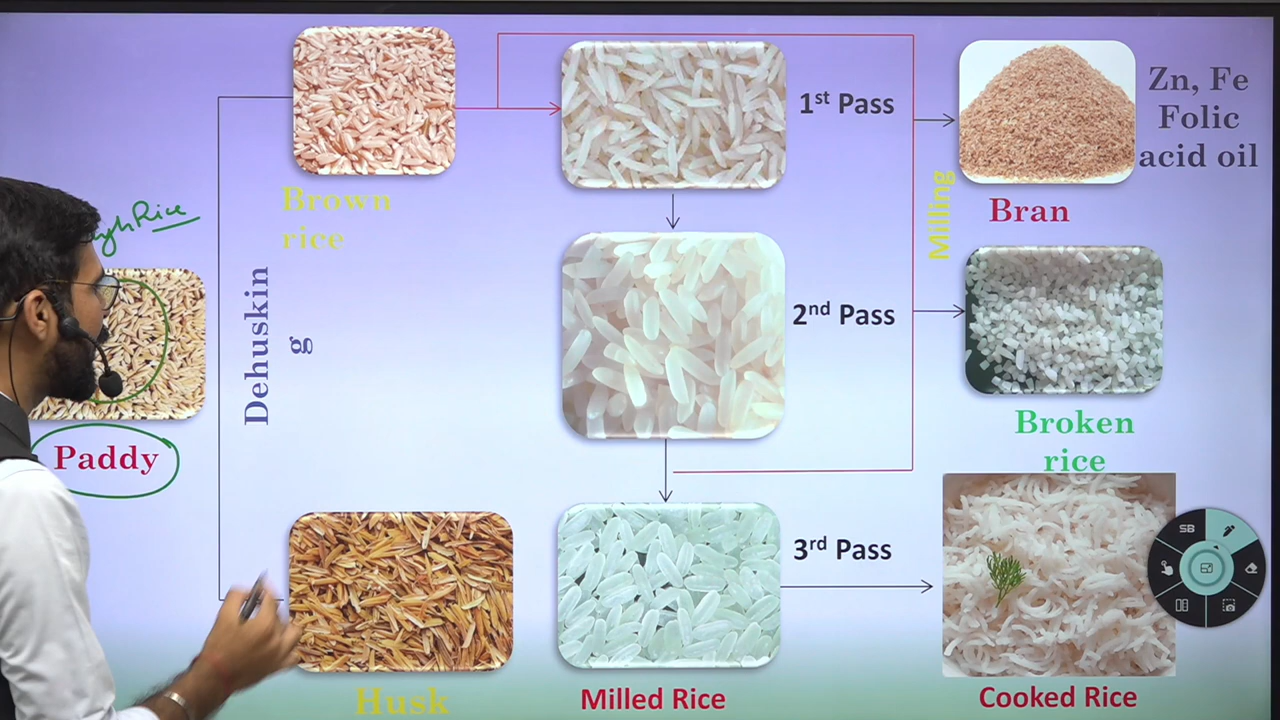 Rice
Paddy
Dehuskin
g
Brown
rice
Husk
1st Pass
2nd Pass
3rd Pass
Milled Rice
Milling
Zn, Fe
Folic
acid oil
Bran
Broken
rice
Cooked Rice
SB